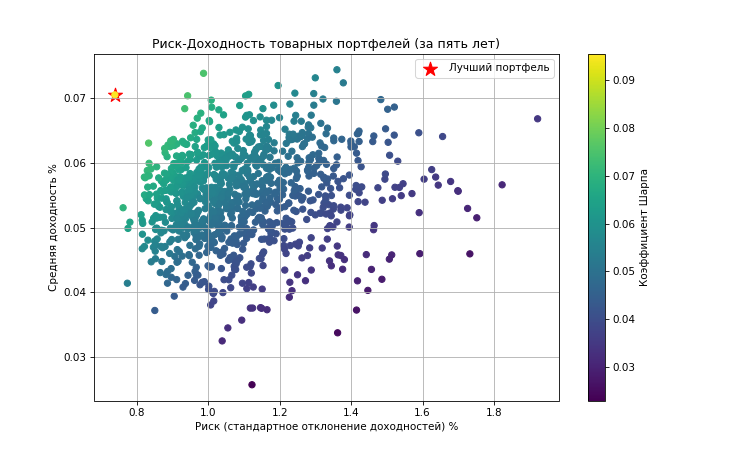 Риск-Доходность товарных портфелей (за пять лет)
Лучший портфель
Средняя доходность %
0.07
0.06
0.05
0.04
0.03
0.8 1.0 1.2 1.4 1.6 1.8
Риск (стандартное отклонение доходностей) %
0.09
0.08
0.07
0.06
0.05
0.04
0.03
Коэффициент Шарпа